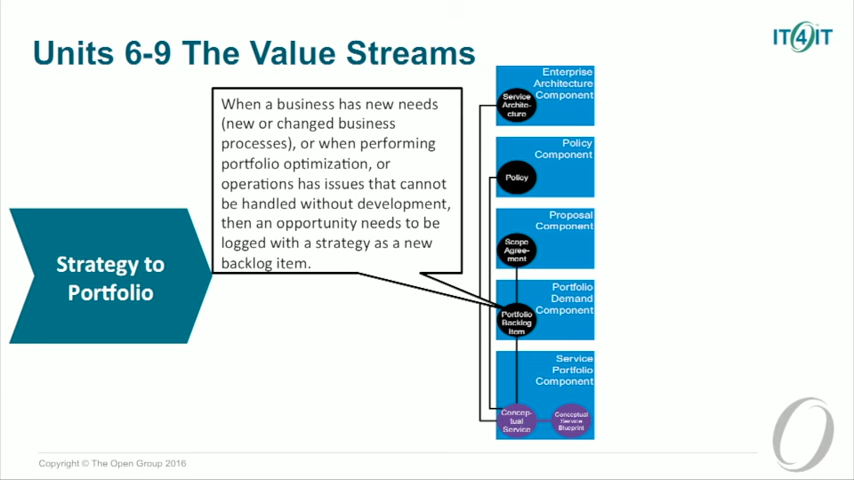 Units 6-9 The Value Streams
IT4IT
When a business has new needs
(new or changed business
processes), or when performing
portfolio optimization, or
operations has issues that cannot
be handled without development,
then an opportunity needs to be
logged with a strategy as a new
backlog item.
Strategy to
Portfolio
Enterprise
Architecture
Component
Service
Archite-
cture
Policy
Component
Policy
Proposal
Component
Scope
Agree-
ment
Portfolio
Demand
Component
Portfolio
Backlog
Item
Service
Portfolio
Component
Concep-
tual
Service
Conceptual
Service
Blueprint
Copyright © The Open Group 2016